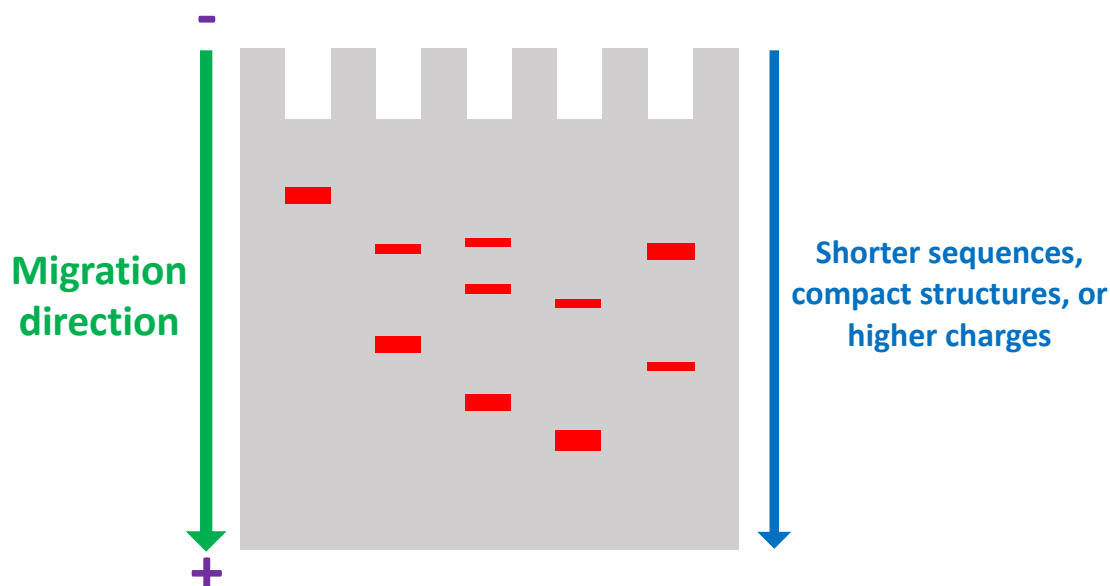 -
Migration
direction
Shorter sequences,
compact structures, or
higher charges
+